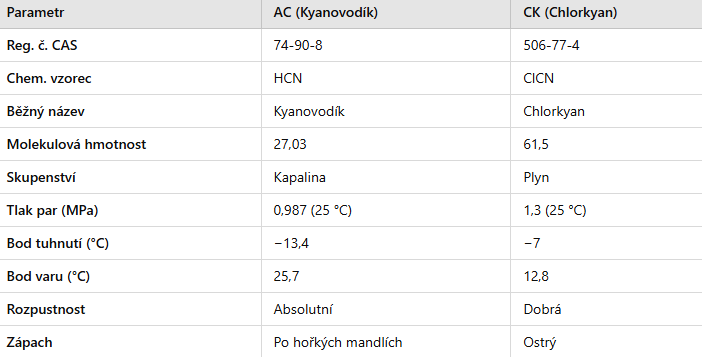 Parametr AC (Kyanovodík) CK (Chlorkyan)
Reg. č. CAS 74-90-8 506-77-4
Chem. vzorec HCN ClCN
Běžný název Kyanovodík Chlorkyan
Molekulová hmotnost 27,03 61,5
Skupenství Kapalina Plyn
Tlak par (MPa) 0,987 (25 °C) 1,3 (25 °C)
Bod tuhnutí (°C) −13,4 −7
Bod varu (°C) 25,7 12,8
Rozpustnost Absolutní Dobrá
Zápach Po hořkých mandlích Ostrý